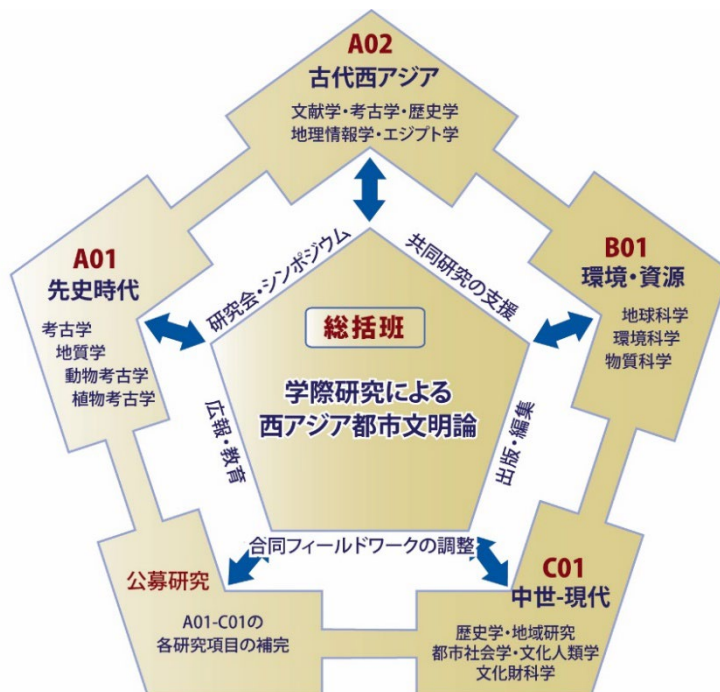 A02
古代西アジア
文献学・考古学・歴史学
地理情報学・エジプト学
A01
先史時代
考古学
地質学
動物考古学
植物考古学
B01
環境・資源
地球科学
環境科学
物質科学
研究会・シンポジウム
共同研究の支援
総括班
学際研究による
西アジア都市文明論
広報・教育
出版・編集
合同フィールドワークの調整
公募研究
A01-C01の
各研究項目の補完
C01
中世-現代
歴史学・地域研究
都市社会学・文化人類学
文化財科学